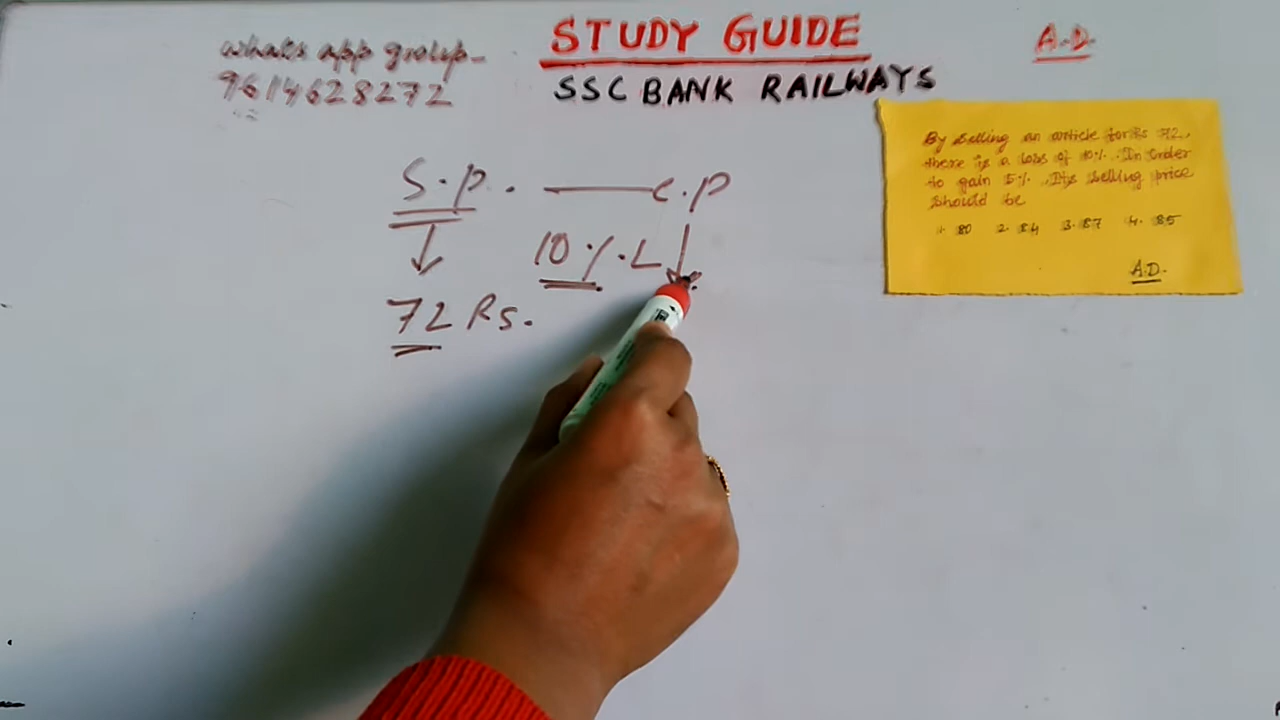 STUDY GUIDE
A.D.
whats app group-
9614628272
SSC BANK RAILWAYS
By selling an article for Rs 72,
there is a loss of 10%. In order
to gain 5%. Its selling price
should be
1. 80 2. 84 3. 87 4. 85
A.D.
S.P. — C.P
10%.L
72 Rs.